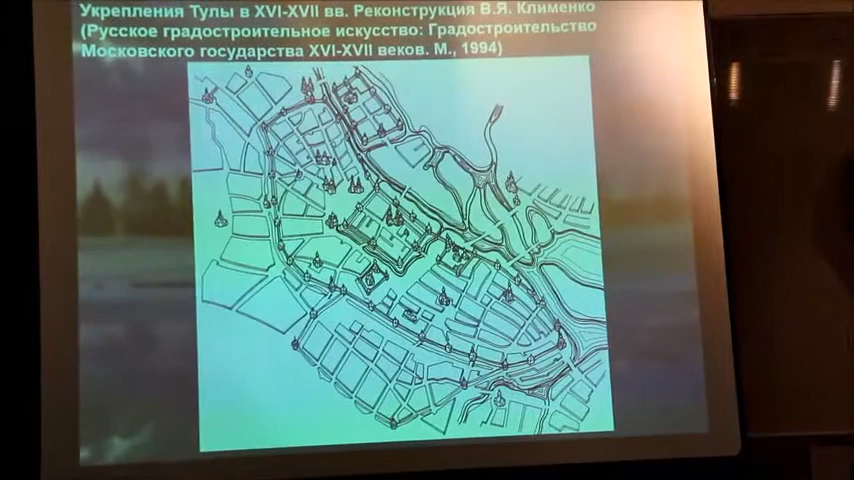 Укрепления Тулы в XVI-XVII вв. Реконструкция В.Я. Клименко
(Русское градостроительное искусство: Градостроительство
Московского государства XVI-XVII веков. М., 1994)